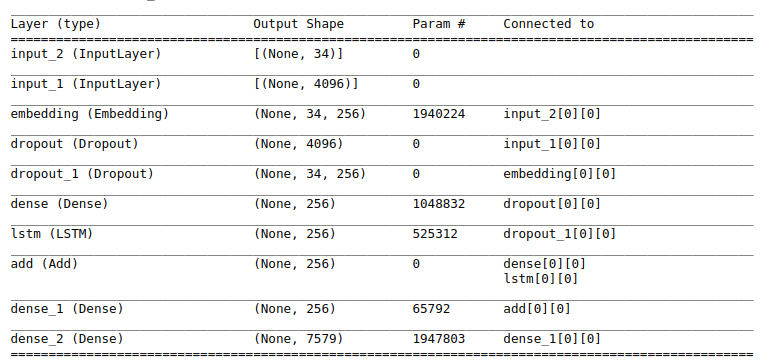 Layer (type) Output Shape Param # Connected to
input_2 (InputLayer) [(None, 34)] 0
input_1 (InputLayer) [(None, 4096)] 0
embedding (Embedding) (None, 34, 256) 1940224 input_2[0][0]
dropout (Dropout) (None, 4096) 0 input_1[0][0]
dropout_1 (Dropout) (None, 34, 256) 0 embedding[0][0]
dense (Dense) (None, 256) 1048832 dropout[0][0]
lstm (LSTM) (None, 256) 525312 dropout_1[0][0]
add (Add) (None, 256) 0 dense[0][0]
lstm[0][0]
dense_1 (Dense) (None, 256) 65792 add[0][0]
dense_2 (Dense) (None, 7579) 1947803 dense_1[0][0]